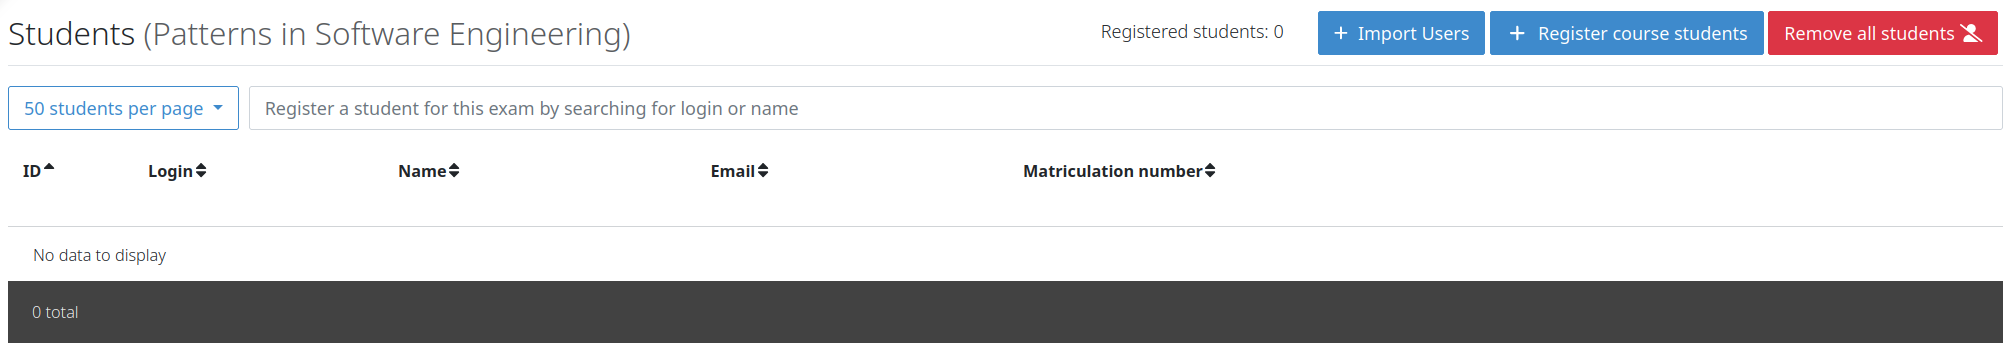 Students (Patterns in Software Engineering) Registered students: 0 + Import Users + Register course students Remove all students
50 students per page Register a student for this exam by searching for login or name
ID Login Name Email Matriculation number
No data to display
0 total